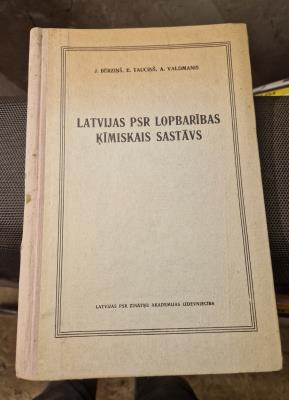 J. BĒRZIŅŠ, E. TAUCIŅŠ, A. VALDMANIS
LATVIJAS PSR LOPBARĪBAS
ĶĪMISKAIS SASTĀVS
LATVIJAS PSR ZINĀTŅU AKADĒMIJAS IZDEVNIECĪBA